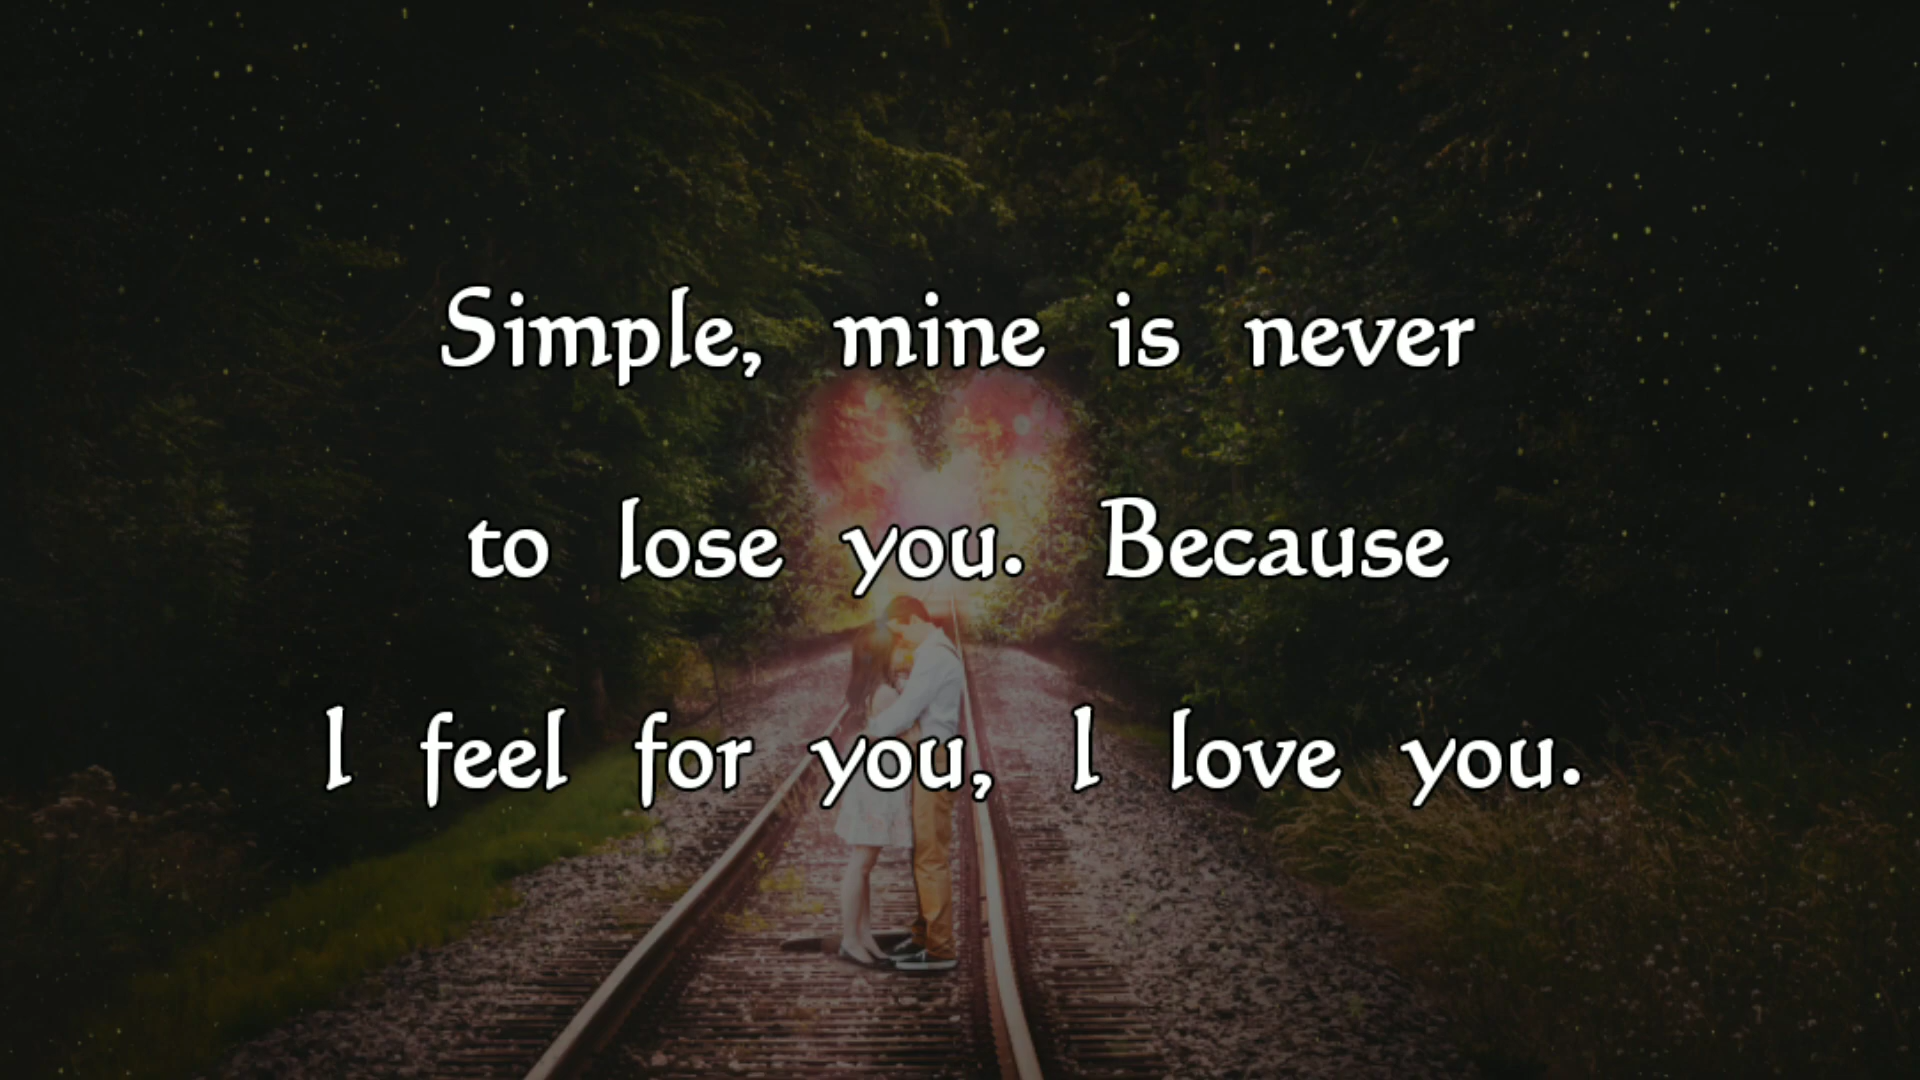 Simple, mine is never
to lose you. Because
I feel for you, I love you.